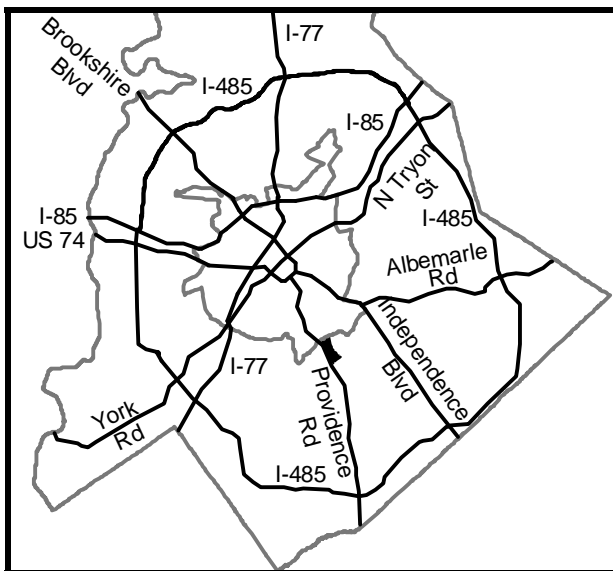 I-77
Brookshire
Blvd
I-485
I-85
N Tryon
St
I-85
US 74
I-485
Albemarle
Rd
Independence
Blvd
I-77
Providence
Rd
York
Rd
I-485